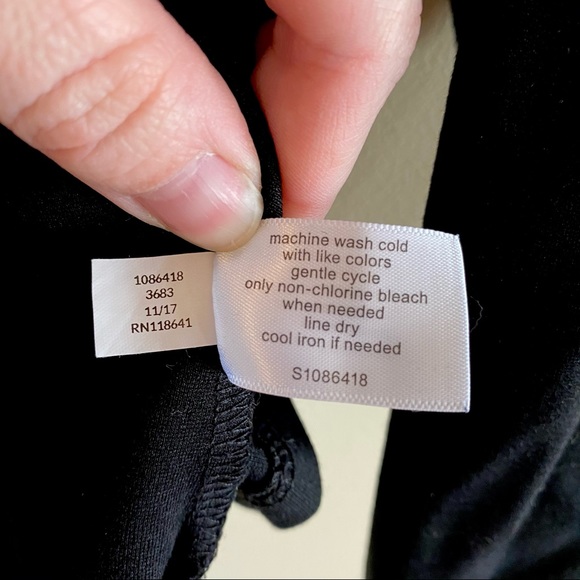 1086418
3683
11/17
RN118641
machine wash cold
with like colors
gentle cycle
only non-chlorine bleach
when needed
line dry
cool iron if needed
S1086418